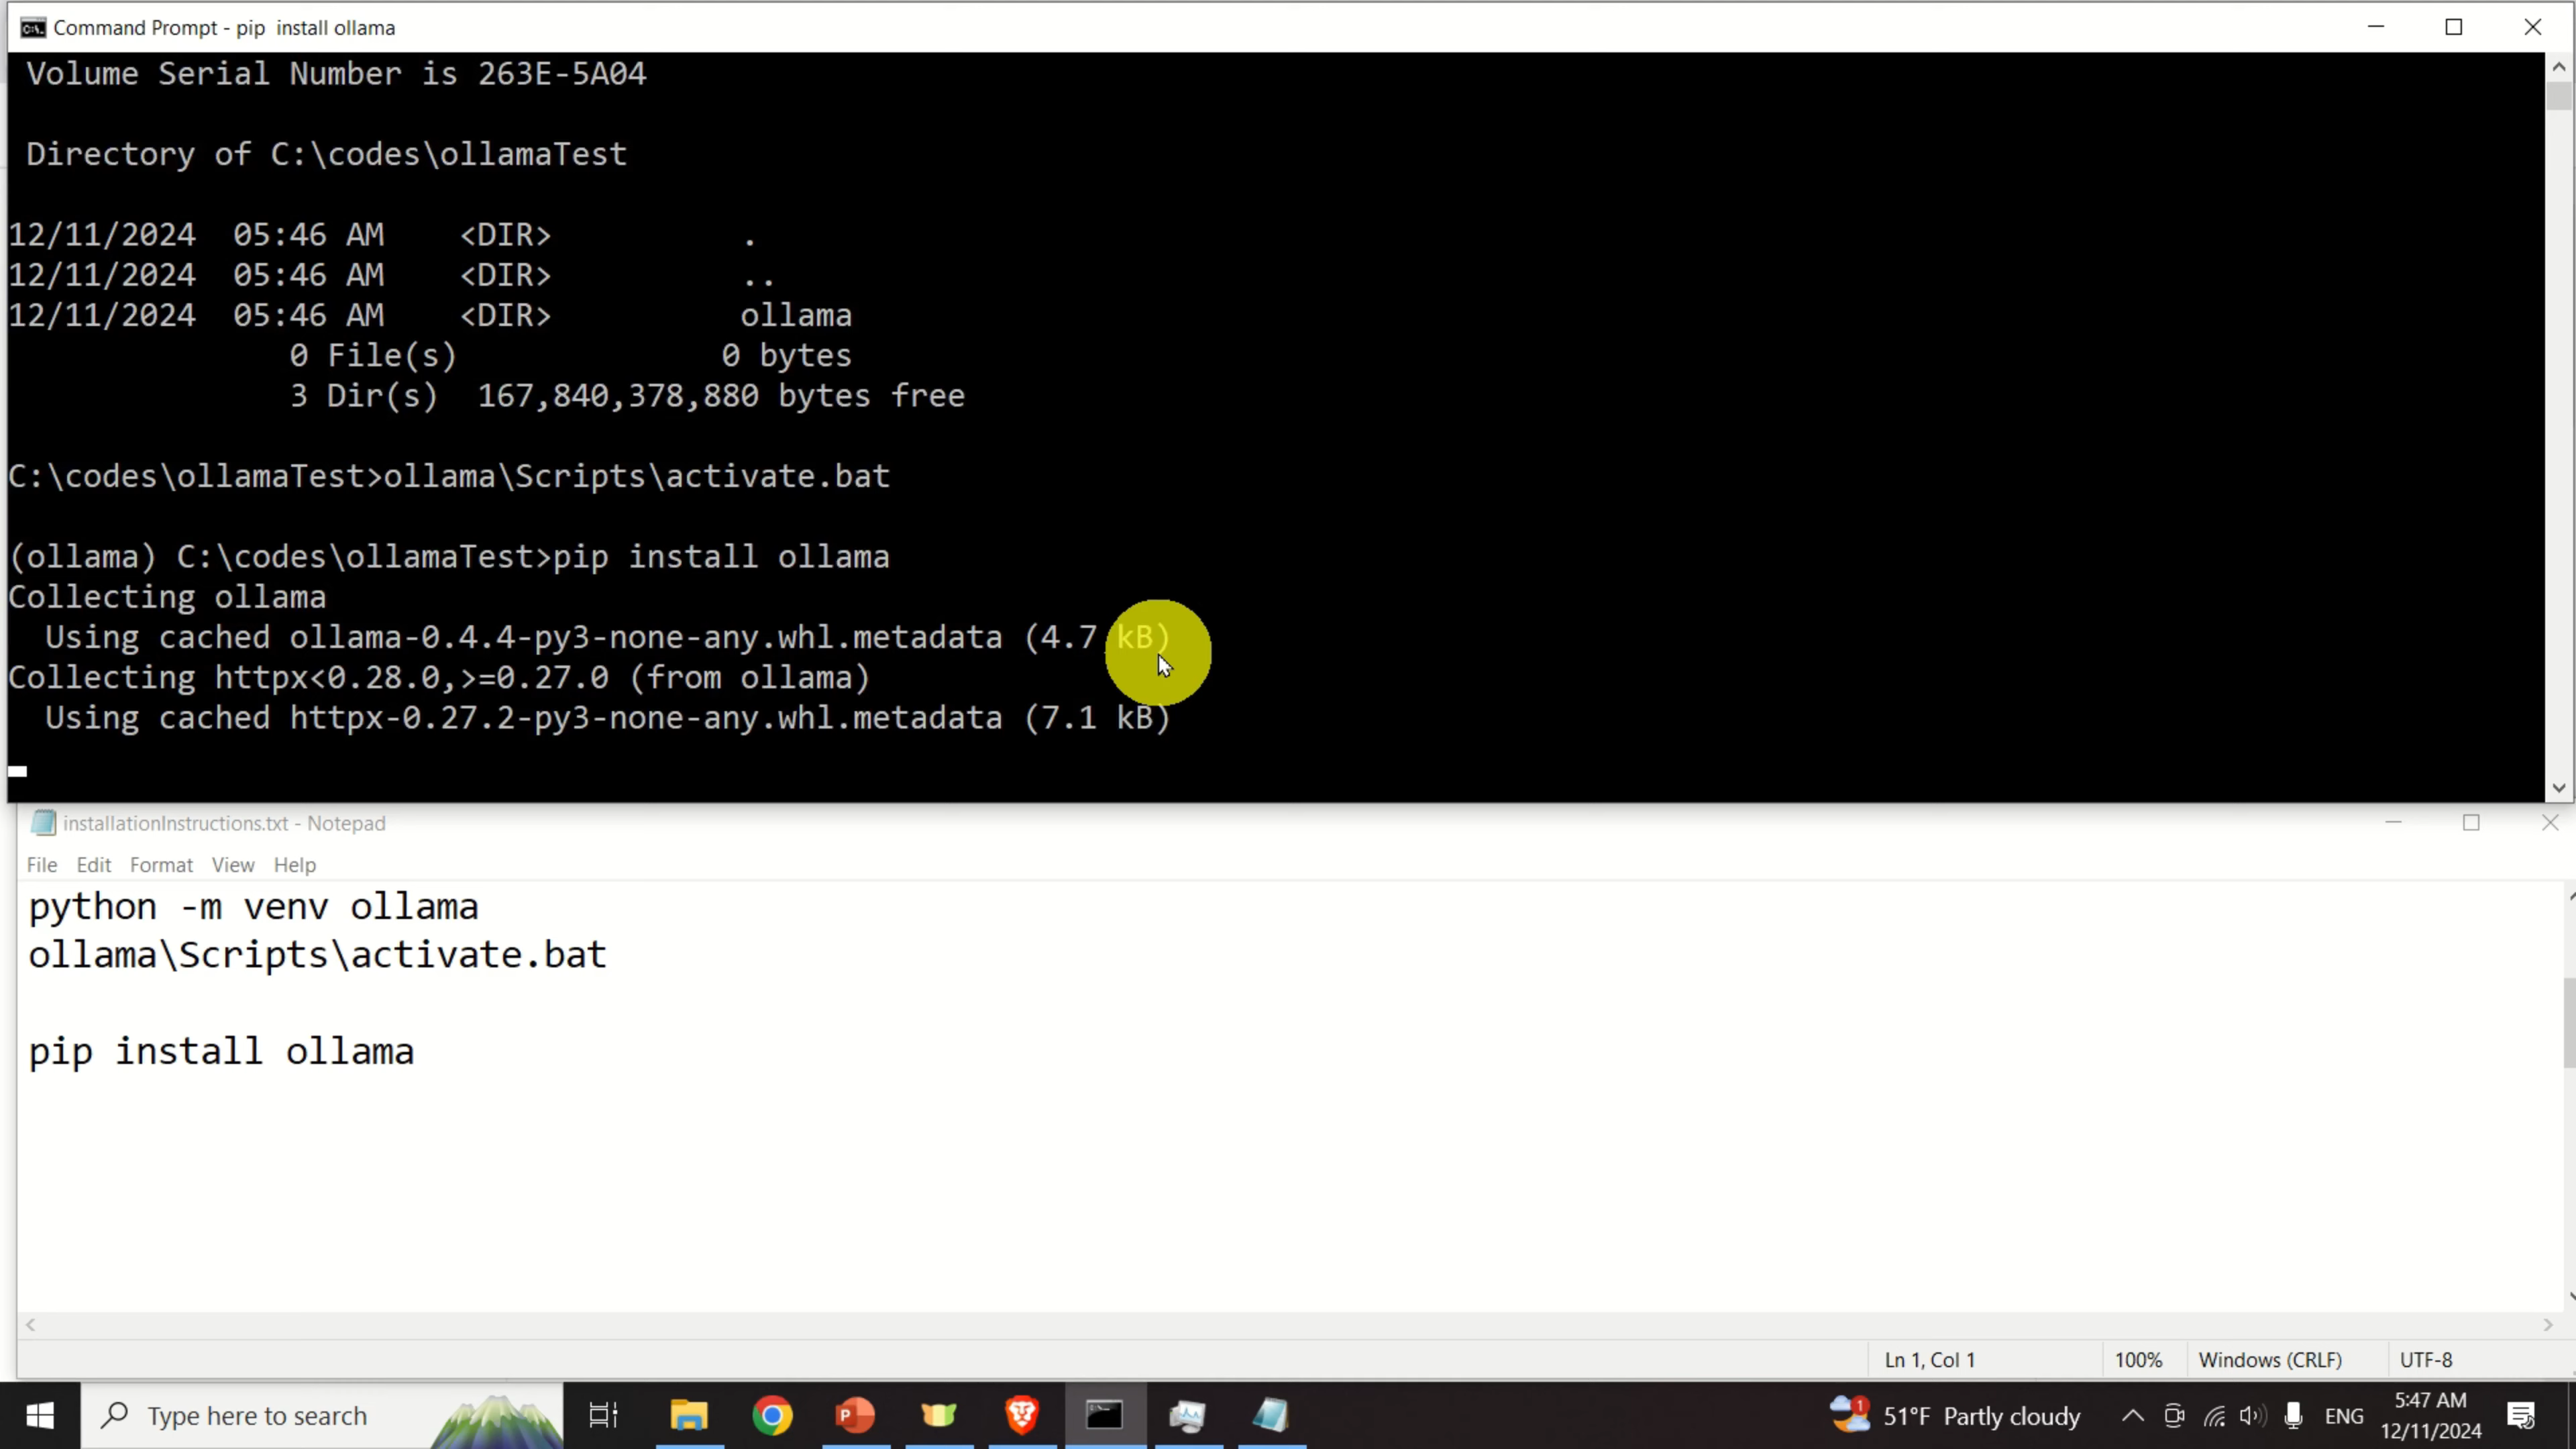 Command Prompt - pip  install ollama
Volume Serial Number is 263E-5A04
Directory of C:\codes\ollamaTest
12/11/2024  05:46 AM    <DIR>          .
12/11/2024  05:46 AM    <DIR>          ..
12/11/2024  05:46 AM    <DIR>          ollama
0 File(s)              0 bytes
3 Dir(s)  167,840,378,880 bytes free
C:\codes\ollamaTest>ollama\Scripts\activate.bat
(ollama) C:\codes\ollamaTest>pip install ollama
Collecting ollama
Using cached ollama-0.4.4-py3-none-any.whl.metadata (4.7 kB)
Collecting httpx<0.28.0,>=0.27.0 (from ollama)
Using cached httpx-0.27.2-py3-none-any.whl.metadata (7.1 kB)
installationInstructions.txt - Notepad
File Edit Format View Help
python -m venv ollama
ollama\Scripts\activate.bat
pip install ollama
Ln 1, Col 1 100% Windows (CRLF) UTF-8
Type here to search
1
51°F Partly cloudy
ENG
5:47 AM
12/11/2024